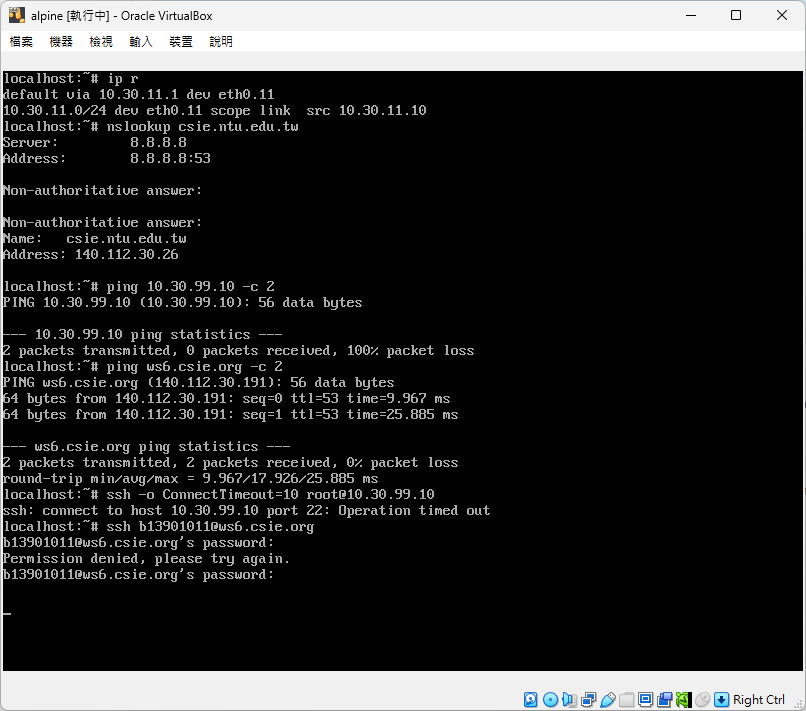 alpine [執行中] - Oracle VirtualBox
檔案 機器 檢視 輸入 裝置 說明
localhost:~# ip r
default via 10.30.11.1 dev eth0.11
10.30.11.0/24 dev eth0.11 scope link  src 10.30.11.10
localhost:~# nslookup csie.ntu.edu.tw
Server:         8.8.8.8
Address:        8.8.8.8:53
Non-authoritative answer:
Non-authoritative answer:
Name:   csie.ntu.edu.tw
Address: 140.112.30.26
localhost:~# ping 10.30.99.10 -c 2
PING 10.30.99.10 (10.30.99.10): 56 data bytes
--- 10.30.99.10 ping statistics ---
2 packets transmitted, 0 packets received, 100% packet loss
localhost:~# ping ws6.csie.org -c 2
PING ws6.csie.org (140.112.30.191): 56 data bytes
64 bytes from 140.112.30.191: seq=0 ttl=53 time=9.967 ms
64 bytes from 140.112.30.191: seq=1 ttl=53 time=25.885 ms
--- ws6.csie.org ping statistics ---
2 packets transmitted, 2 packets received, 0% packet loss
round-trip min/avg/max = 9.967/17.926/25.885 ms
localhost:~# ssh -o ConnectTimeout=10 root@10.30.99.10
ssh: connect to host 10.30.99.10 port 22: Operation timed out
localhost:~# ssh b13901011@ws6.csie.org
b13901011@ws6.csie.org's password:
Permission denied, please try again.
b13901011@ws6.csie.org's password:
Right Ctrl